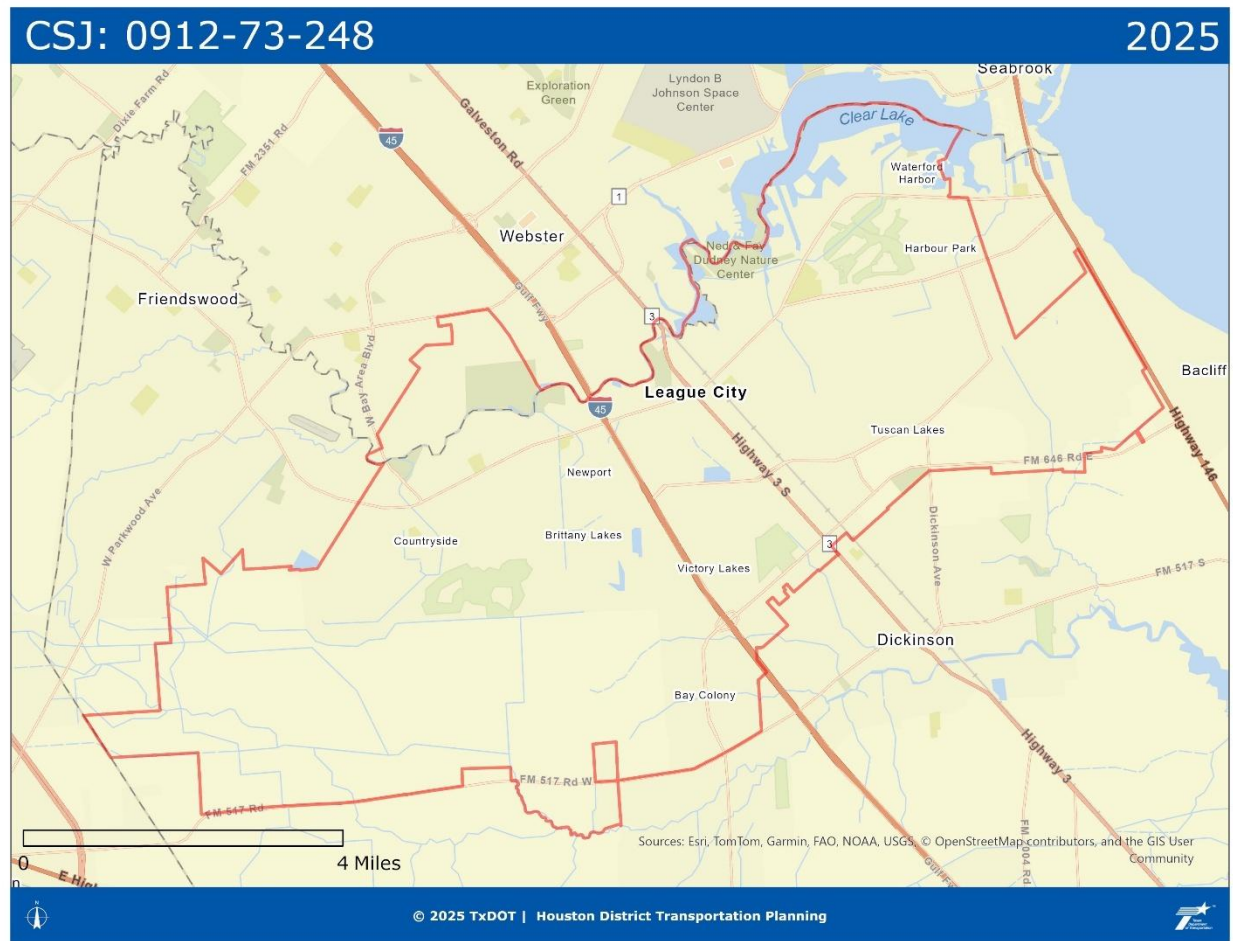 CSJ: 0912-73-248
2025
Seabrook
Dixie Farm Rd
Exploration
Green
Lyndon B
Johnson Space
Center
Galveston Rd
Clear Lake
45
FM 2351 Rd
Waterford
Harbor
1
Webster
Harbour Park
Ned & Fay
Dudney Nature
Center
Friendswood
Gulf Fwy
3
W Bay Area Blvd
Bacliff
League City
45
Highway 146
Tuscan Lakes
Highway 3 S
FM 646 Rd E
Newport
W Parkwood Ave
Brittany Lakes
Countryside
3
Dickinson Ave
Victory Lakes
FM 517 S
Dickinson
Bay Colony
Highway 3
FM 517 Rd W
FM 517 Rd
FM 2004 Rd
Sources: Esri, TomTom, Garmin, FAO, NOAA, USGS, © OpenStreetMap contributors, and the GIS User
Community
0
4 Miles
E High
Gulf Fw
N
© 2025 TxDOT | Houston District Transportation Planning